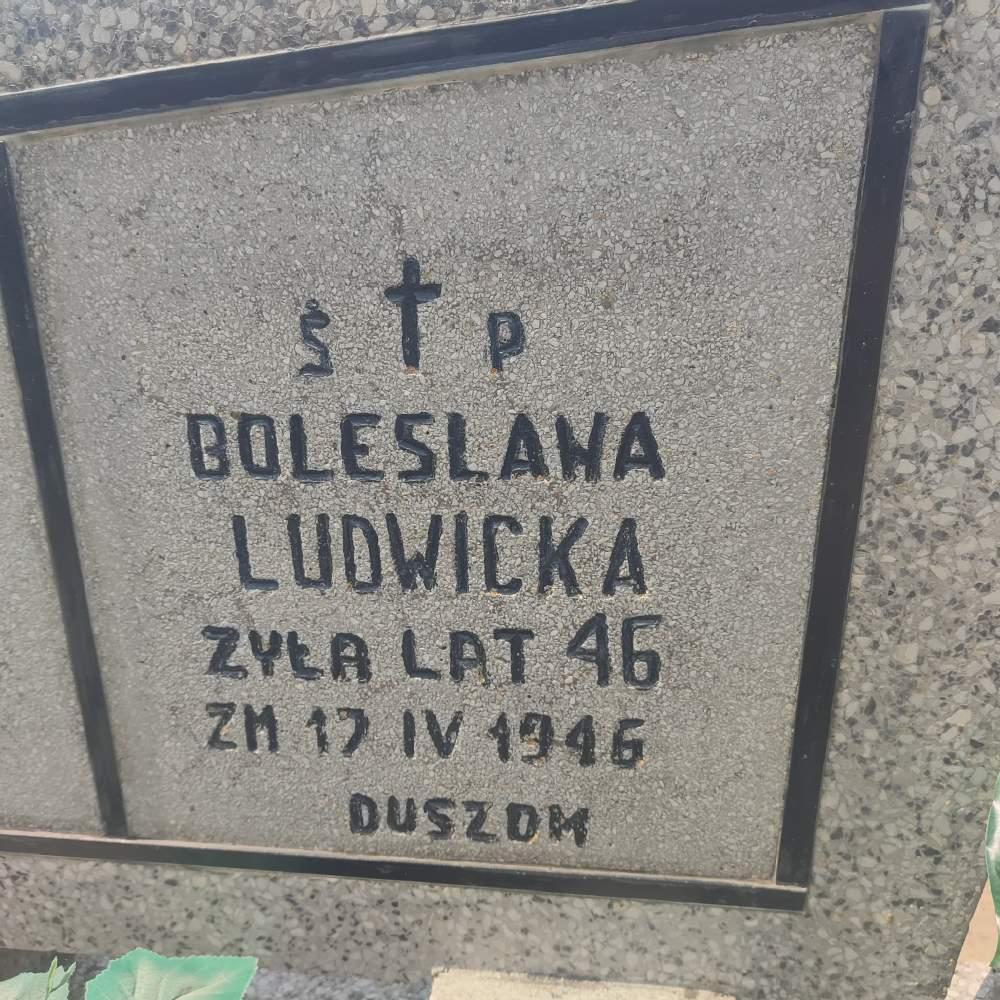 Ś † P
BOLESLAWA
LUDWICKA
ZYŁA LAT 46
ZM 17 IV 1946
DUSZOM